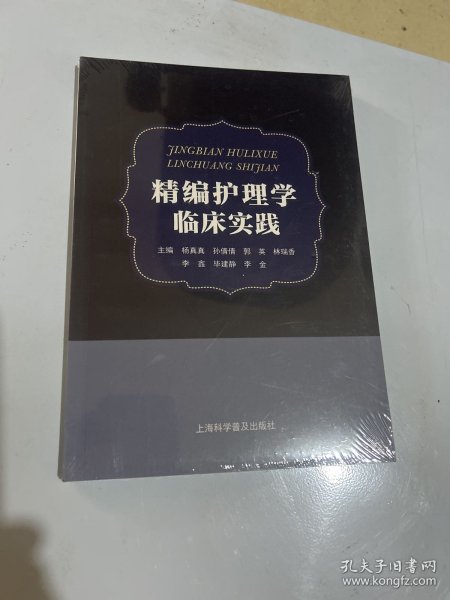 JINGBIAN HULIXUE
LINCHUANG SHIJIAN
精编护理学
临床实践
主编 杨真真 孙倩倩 郭英 林瑞香
李鑫 毕建静 李金
上海科学普及出版社
孔夫子旧书网
www.kongfz.com